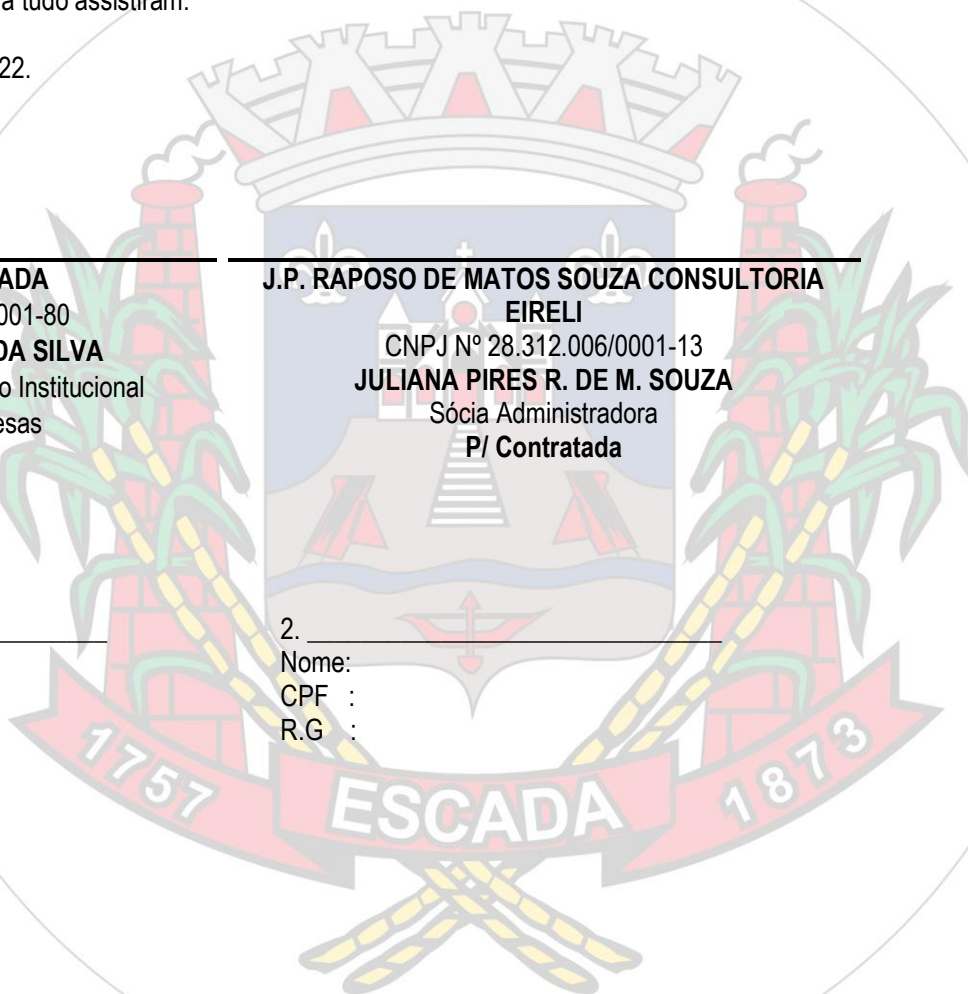 a tudo assistiram.
22.
ADA
001-80
DA SILVA
o Institucional
esas
J.P. RAPOSO DE MATOS SOUZA CONSULTORIA
EIRELI
CNPJ Nº 28.312.006/0001-13
JULIANA PIRES R. DE M. SOUZA
Sócia Administradora
P/ Contratada
2. ________________________________
Nome:
CPF :
R.G :
1757
ESCADA
1873